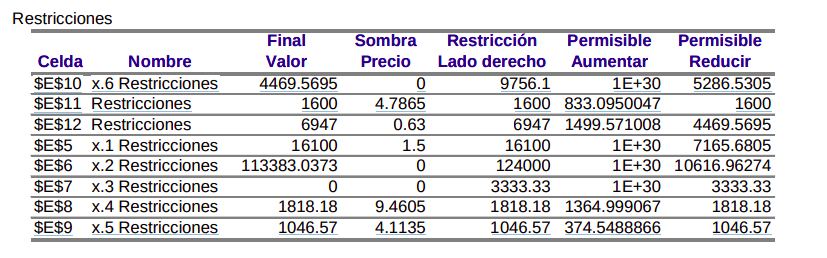 Restricciones
Final Sombra Restricción Permisible Permisible
Celda Nombre Valor Precio Lado derecho Aumentar Reducir
$E$10 x.6 Restricciones 4469.5695 0 9756.1 1E+30 5286.5305
$E$11 Restricciones 1600 4.7865 1600 833.0950047 1600
$E$12 Restricciones 6947 0.63 6947 1499.571008 4469.5695
$E$5 x.1 Restricciones 16100 1.5 16100 1E+30 7165.6805
$E$6 x.2 Restricciones 113383.0373 0 124000 1E+30 10616.96274
$E$7 x.3 Restricciones 0 0 3333.33 1E+30 3333.33
$E$8 x.4 Restricciones 1818.18 9.4605 1818.18 1364.999067 1818.18
$E$9 x.5 Restricciones 1046.57 4.1135 1046.57 374.5488866 1046.57